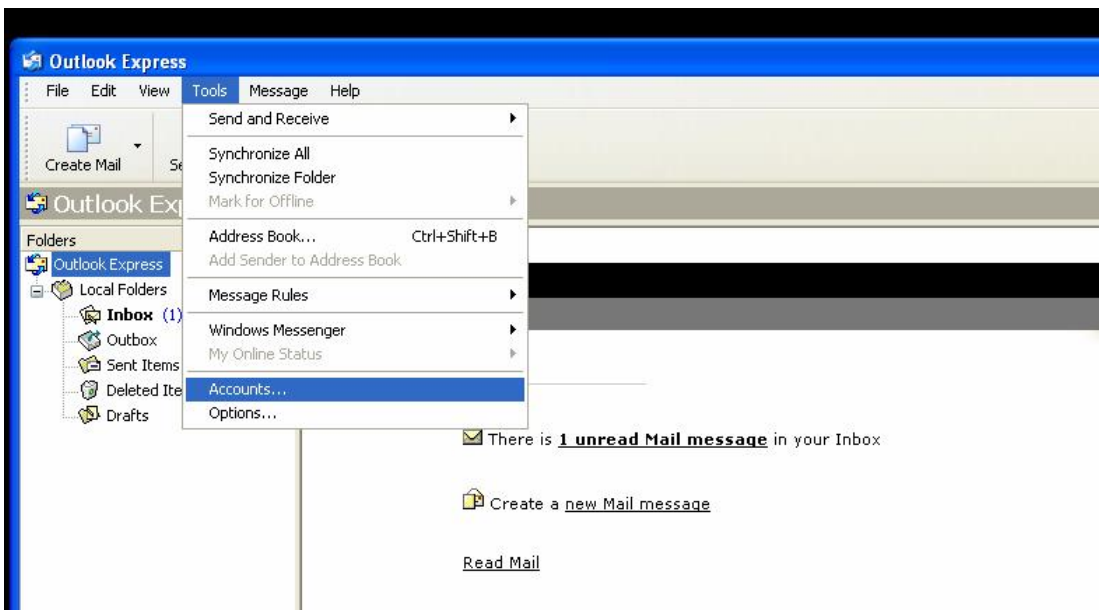 Outlook Express
File Edit View Tools Message Help
Send and Receive
Create Mail
Synchronize All
Synchronize Folder
Mark for Offline
Outlook Exp
Address Book... Ctrl+Shift+B
Add Sender to Address Book
Folders
Outlook Express
Local Folders
Inbox (1)
Outbox
Sent Items
Deleted Ite
Drafts
Message Rules
Windows Messenger
My Online Status
Accounts...
Options...
There is 1 unread Mail message in your Inbox
Create a new Mail message
Read Mail